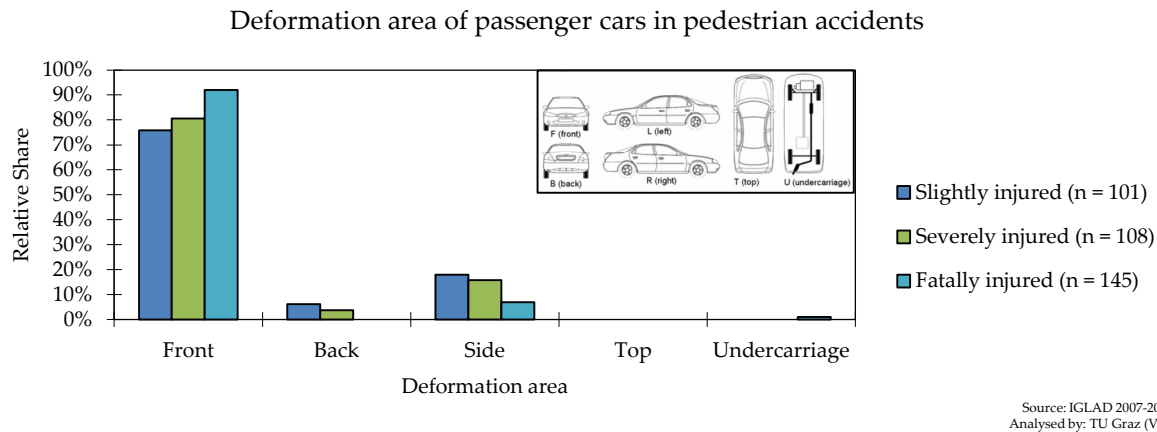 Deformation area of passenger cars in pedestrian accidents
100%
90%
80%
70%
60%
50%
40%
30%
20%
10%
0%
Relative Share
F (front)
L (left)
B (back)
R (right)
T (top)
U (undercarriage)
Slightly injured (n = 101)
Severely injured (n = 108)
Fatally injured (n = 145)
Front
Back
Side
Top
Undercarriage
Deformation area
Source: IGLAD 2007-20
Analysed by: TU Graz (V